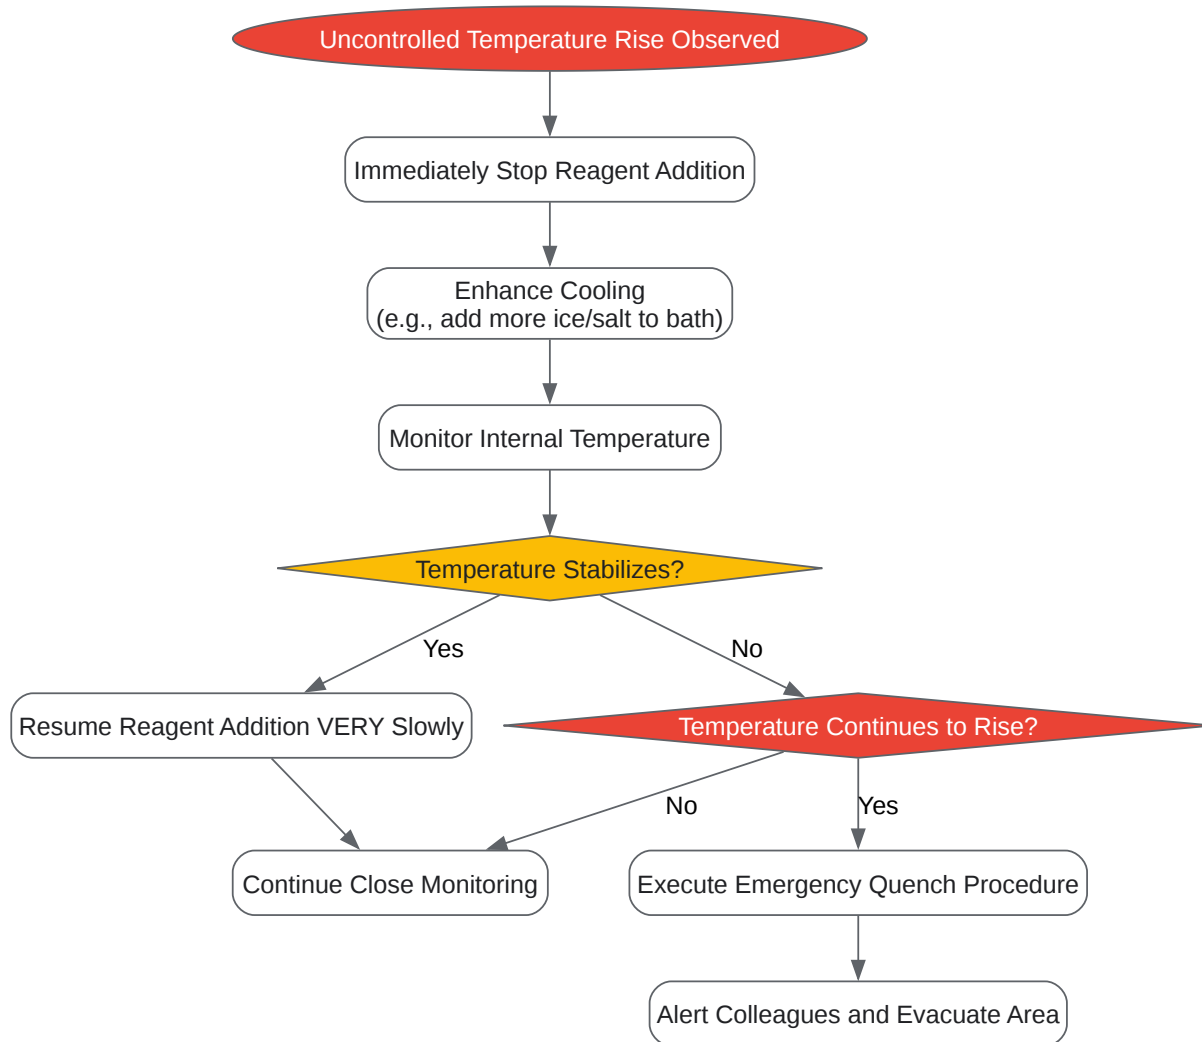 Uncontrolled Temperature Rise Observed
Immediately Stop Reagent Addition
Enhance Cooling
(e.g., add more ice/salt to bath)
Monitor Internal Temperature
Temperature Stabilizes?
Yes
No
Resume Reagent Addition VERY Slowly
Temperature Continues to Rise?
No
Yes
Continue Close Monitoring
Execute Emergency Quench Procedure
Alert Colleagues and Evacuate Area